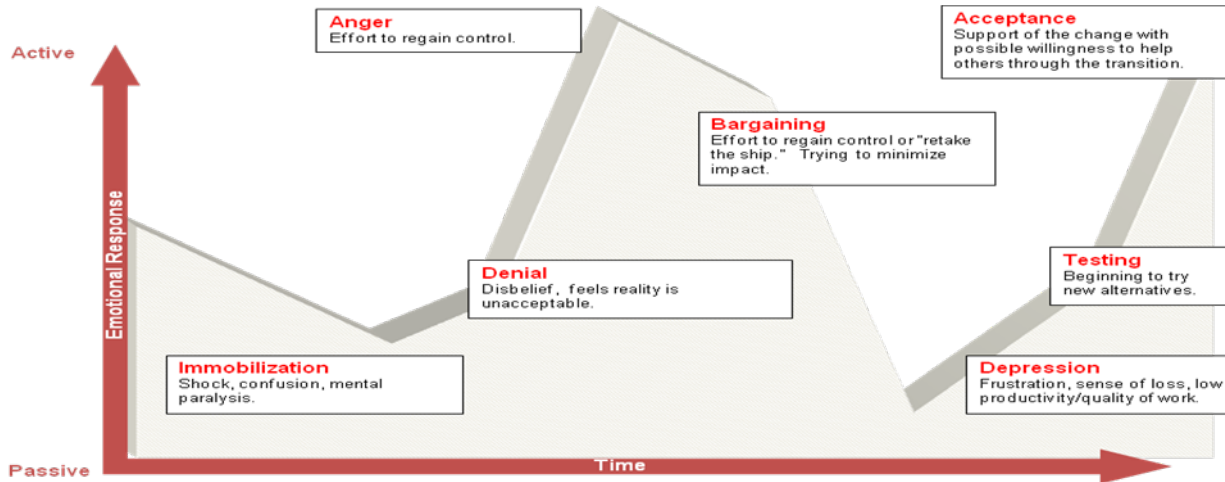 Anger
Effort to regain control.
Acceptance
Support of the change with
possible willingness to help
others through the transition.
Active
Bargaining
Effort to regain control or "retake
the ship."  Trying to minimize
impact.
Emotional Response
Denial
Disbelief,  feels reality is
unacceptable.
Testing
Beginning to try
new alternatives.
Immobilization
Shock, confusion, mental
paralysis.
Depression
Frustration, sense of loss, low
productivity/quality of work.
Passive
Time